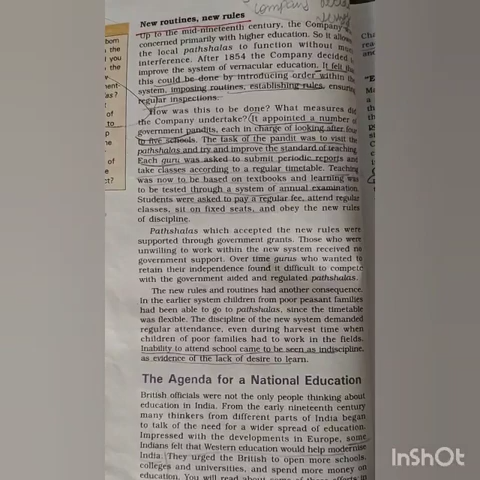 company
New routines, new rules
Up to the mid-nineteenth century, the Company
concerned primarily with higher education. So it allowed
the local pathshalas to function without much
interference. After 1854 the Company decided to
improve the system of vernacular education. It felt that
this could be done by introducing order within the
system, imposing routines, establishing rules, ensuring
regular inspections.
How was this to be done? What measures did
the Company undertake? It appointed a number of
government pandits, each in charge of looking after four
to five schools. The task of the pandit was to visit the
pathshalas and try and improve the standard of teaching.
Each guru was asked to submit periodic reports and
take classes according to a regular timetable. Teaching
was now to be based on textbooks and learning was
to be tested through a system of annual examination.
Students were asked to pay a regular fee, attend regular
classes, sit on fixed seats, and obey the new rules
of discipline.
Pathshalas which accepted the new rules were
supported through government grants. Those who were
unwilling to work within the new system received no
government support. Over time gurus who wanted to
retain their independence found it difficult to compete
with the government aided and regulated pathshalas.
The new rules and routines had another consequence.
In the earlier system children from poor peasant families
had been able to go to pathshalas, since the timetable
was flexible. The discipline of the new system demanded
regular attendance, even during harvest time when
children of poor families had to work in the fields.
Inability to attend school came to be seen as indiscipline,
as evidence of the lack of desire to learn.
The Agenda for a National Education
British officials were not the only people thinking about
education in India. From the early nineteenth century
many thinkers from different parts of India began
to talk of the need for a wider spread of education.
Impressed with the developments in Europe, some
Indians felt that Western education would help modernise
India. They urged the British to open more schools,
colleges and universities, and spend more money on
education. You will read about some of these efforts in
InShOt